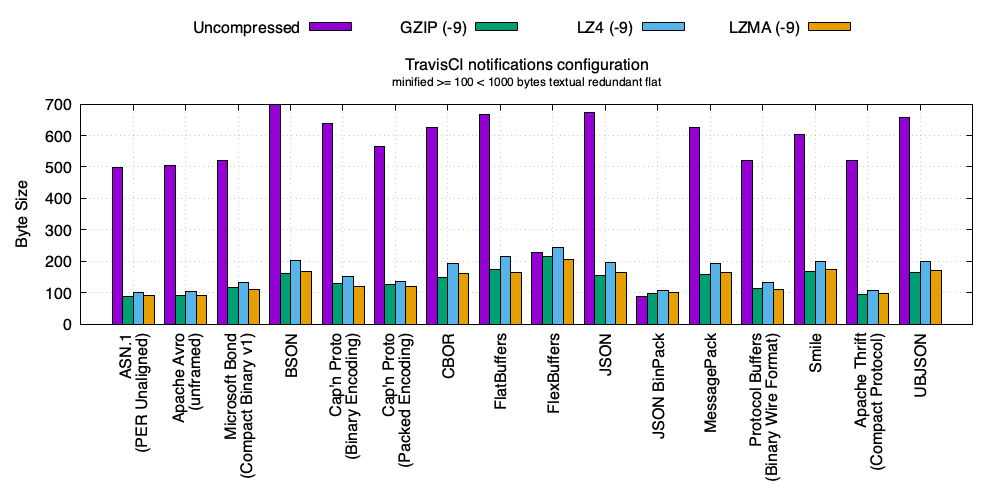 Uncompressed GZIP (-9) LZ4 (-9) LZMA (-9)
TravisCI notifications configuration
minified >= 100 < 1000 bytes textual redundant flat
Byte Size
700
600
500
400
300
200
100
0
ASN.1
(PER Unaligned)
Apache Avro
(unframed)
Microsoft Bond
(Compact Binary v1)
BSON
Cap'n Proto
(Binary Encoding)
Cap'n Proto
(Packed Encoding)
CBOR
FlatBuffers
FlexBuffers
JSON
JSON BinPack
MessagePack
Protocol Buffers
(Binary Wire Format)
Smile
Apache Thrift
(Compact Protocol)
UBJSON